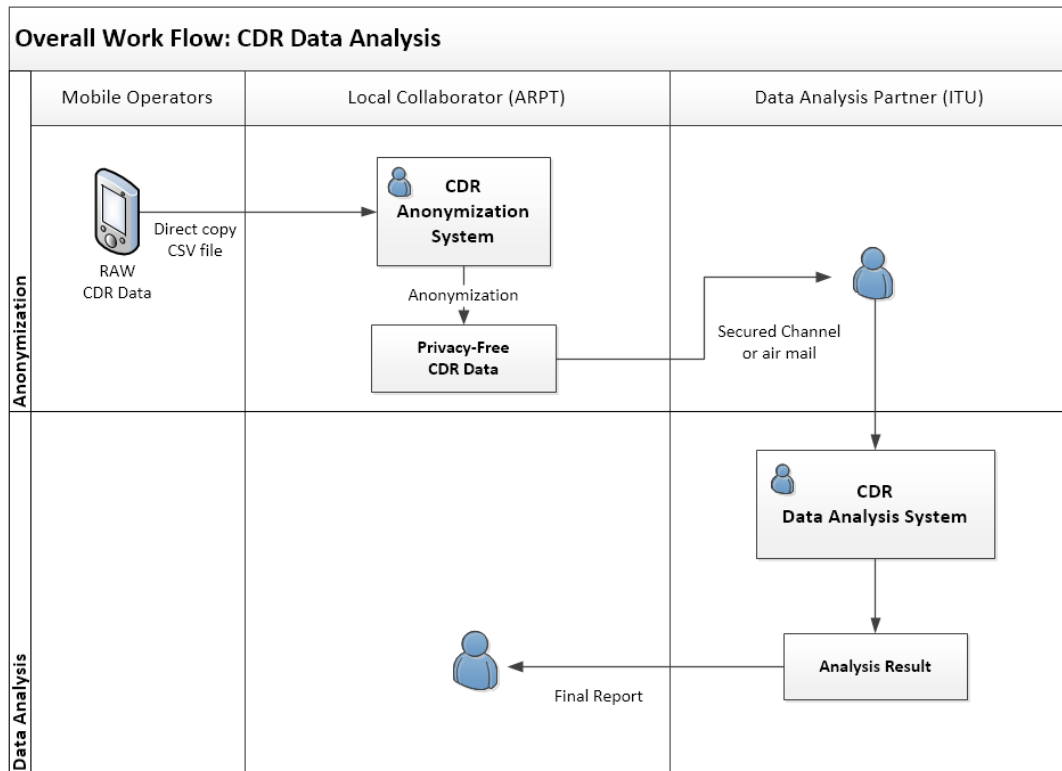 Overall Work Flow: CDR Data Analysis
Mobile Operators
Local Collaborator (ARPT)
Data Analysis Partner (ITU)
Anonymization
RAW
CDR Data
Direct copy
CSV file
CDR
Anonymization
System
Anonymization
Privacy-Free
CDR Data
Secured Channel
or air mail
Data Analysis
CDR
Data Analysis System
Analysis Result
Final Report